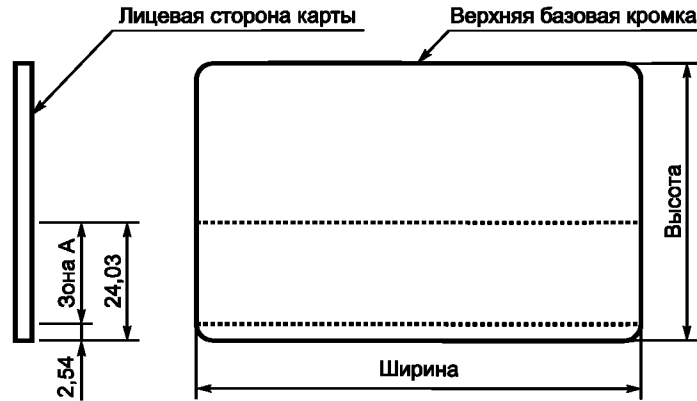 Лицевая сторона карты
Верхняя базовая кромка
Зона А
24,03
2,54
Высота
Ширина